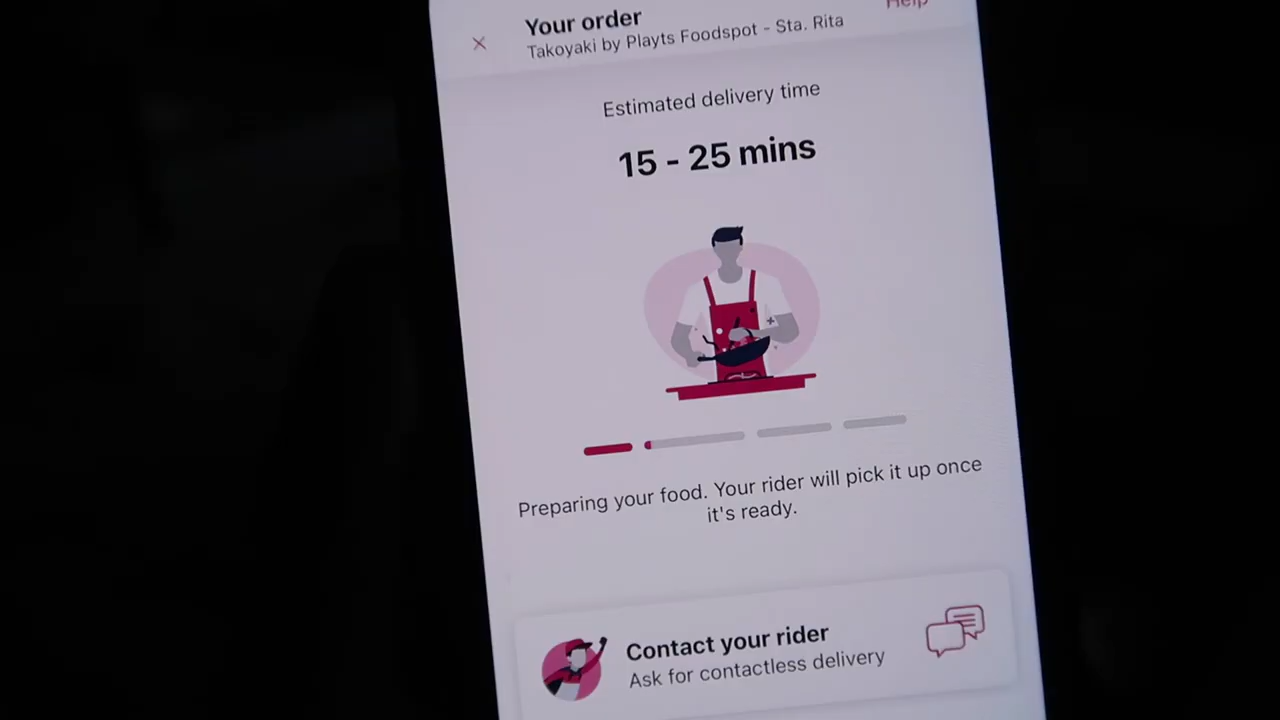 Your order
Help
Takoyaki by Playts Foodspot - Sta. Rita
Estimated delivery time
15 - 25 mins
Preparing your food. Your rider will pick it up once
it's ready.
Contact your rider
Ask for contactless delivery